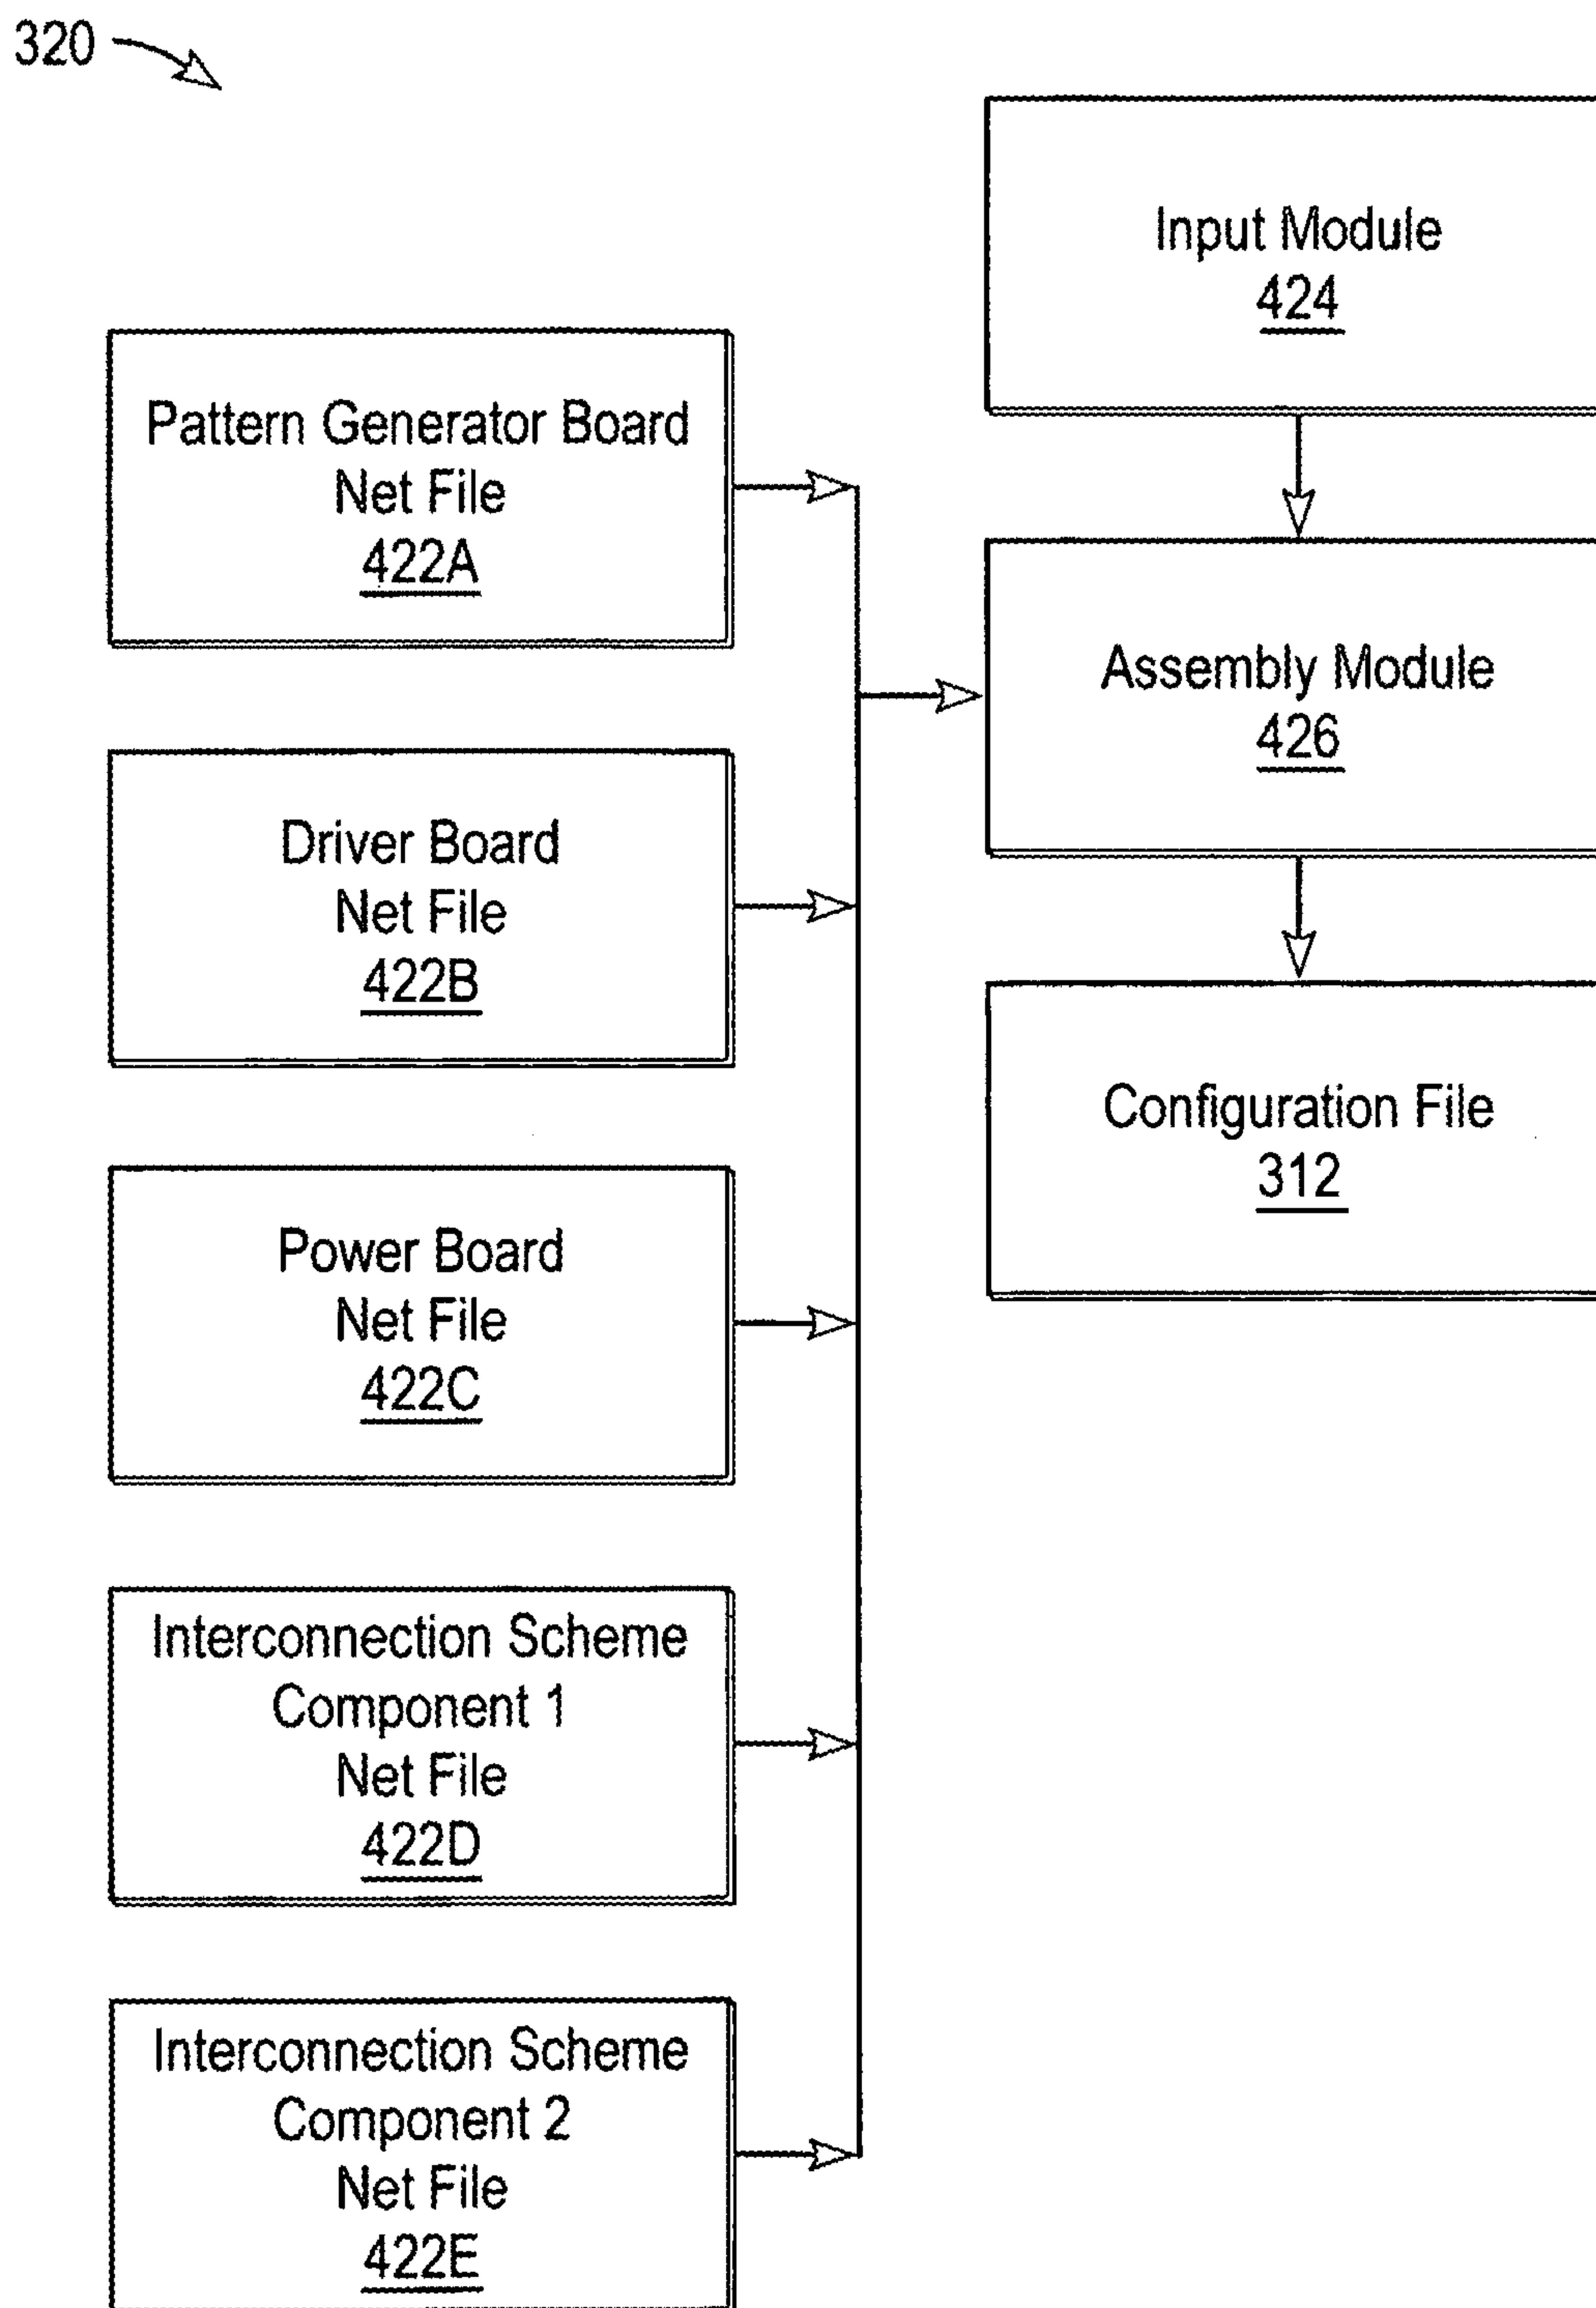 320
Input Module
424
Pattern Generator Board
Net File
422A
Assembly Module
426
Driver Board
Net File
422B
Configuration File
312
Power Board
Net File
422C
Interconnection Scheme
Component 1
Net File
422D
Interconnection Scheme
Component 2
Net File
422E